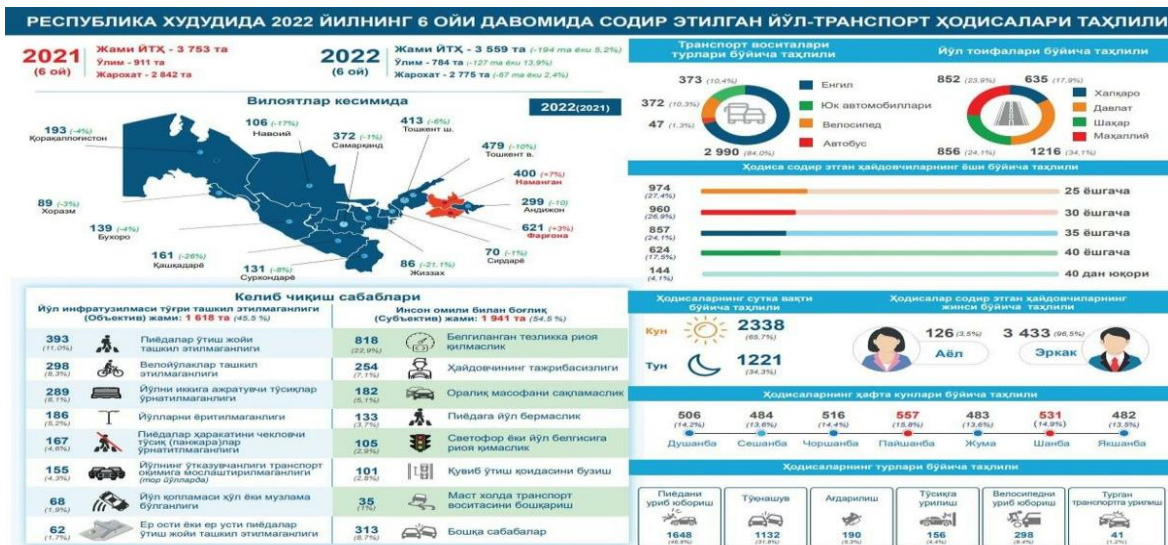 РЕСПУБЛИКА ХУДУДИДА 2022 ЙИЛНИНГ 6 ОЙИ ДАВОМИДА СОДИР ЭТИЛГАН ЙЎЛ-ТРАНСПОРТ ҲОДИСАЛАРИ ТАҲЛИЛИ
2021
(6 ой)
Жами ЙТҲ - 3 753 та
Ўлим - 911 та
Жарохат - 2 842 та
2022
(6 ой)
Жами ЙТҲ - 3 559 та (-194 та ёки 5,2%)
Ўлим - 784 та (-127 та ёки 13,9%)
Жарохат - 2 775 та (-67 та ёки 2,4%)
Вилоятлар кесимида
2022(2021)
193 (-4%)
Қорақалпоғистон
106 (-17%)
Навоий
372 (-1%)
Самарқанд
413 (-6%)
Тошкент ш.
479 (-10%)
Тошкент в.
400 (+7%)
Наманган
299 (-10)
Андижон
621 (+3%)
Фарғона
70 (-1%)
Сирдарё
86 (-21,1%)
Жиззах
131 (-8%)
Сурхондарё
161 (-26%)
Қашқадарё
139 (-4%)
Бухоро
89 (-3%)
Хоразм
Келиб чиқиш сабаблари
Йўл инфратузилмаси тўғри ташкил этилмаганлиги
(Объектив) жами: 1 618 та (45.5 %)
393
(11,0%)
Пиёдалар ўтиш жойи
ташкил этилмаганлиги
298
(8,3%)
Велойўлаклар ташкил
этилмаганлиги
289
(8,1%)
Йўлни иккига ажратувчи тўсиқлар
ўрнатилмаганлиги
186
(5,2%)
Йўлларни ёритилмаганлиги
167
(4,6%)
Пиёдалар ҳаракатини чекловчи
тўсиқ (панжара)лар
ўрнатитлмаганлиги
155
(4,3%)
Йўлнинг ўтказувчанлиги транспорт
оқимига мослаштирилмаганлиги
(тор йўлларда)
68
(1,9%)
Йўл қопламаси ҳўл ёки музлама
бўлганлиги
62
(1,7%)
Ер ости ёки ер усти пиёдалар
ўтиш жойи ташкил этилмаганлиги
Инсон омили билан боғлиқ
(Субъектив) жами: 1 941 та (54.5 %)
818
(22,9%)
Белгиланган тезликка риоя
қилмаслик
254
(7,1%)
Ҳайдовчининг тажрибасизлиги
182
(5,1%)
Оралиқ масофани сақламаслик
133
(3,7%)
Пиёдага йўл бермаслик
105
(2,9%)
Светофор ёки йўл белгисига
риоя қимаслик
101
(2,8%)
Қувиб ўтиш қоидасини бузиш
35
(1%)
Маст холда транспорт
воситасини бошқариш
313
(8,7%)
Бошқа сабаблар
Транспорт воситалари
турлари бўйича таҳлили
373 (10,4%)
372 (10,3%)
47 (1,3%)
2 990 (84,0%)
Енгил
Юк автомобиллари
Велосипед
Автобус
Йўл тоифалари бўйича таҳлили
852 (23,9%)
635 (17,9%)
856 (24,1%)
1216 (34,1%)
Халқаро
Давлат
Шаҳар
Маҳаллий
Ҳодиса содир этган ҳайдовчиларнинг ёши бўйича таҳлили
974
(27,4%)
25 ёшгача
960
(26,9%)
30 ёшгача
857
(24,1%)
35 ёшгача
624
(17,5%)
40 ёшгача
144
(4,1%)
40 дан юқори
Ҳодисаларнинг сутка вақти
бўйича таҳлили
Кун
2338
(65,7%)
Тун
1221
(34,3%)
Ҳодисалар содир этган ҳайдовчиларнинг
жинси бўйича таҳлили
126 (3,5%)
Аёл
3 433 (96,5%)
Эркак
Ҳодисаларнинг ҳафта кунлари бўйича таҳлили
506
(14,2%)
Душанба
484
(13,6%)
Сешанба
516
(14,4%)
Чоршанба
557
(15,8%)
Пайшанба
483
(13,6%)
Жума
531
(14,9%)
Шанба
482
(13,5%)
Якшанба
Ҳодисаларнинг турлари бўйича таҳлили
Пиёдани
уриб юбориш
1648
Тўқнашув
1132
(31,8%)
Ағдарилиш
190
(5,3%)
Тўсиқга
урилиш
156
(4,4%)
Велосипедни
уриб юбориш
298
(8,4%)
Турган
транспортга урилиш
41
(1,2%)